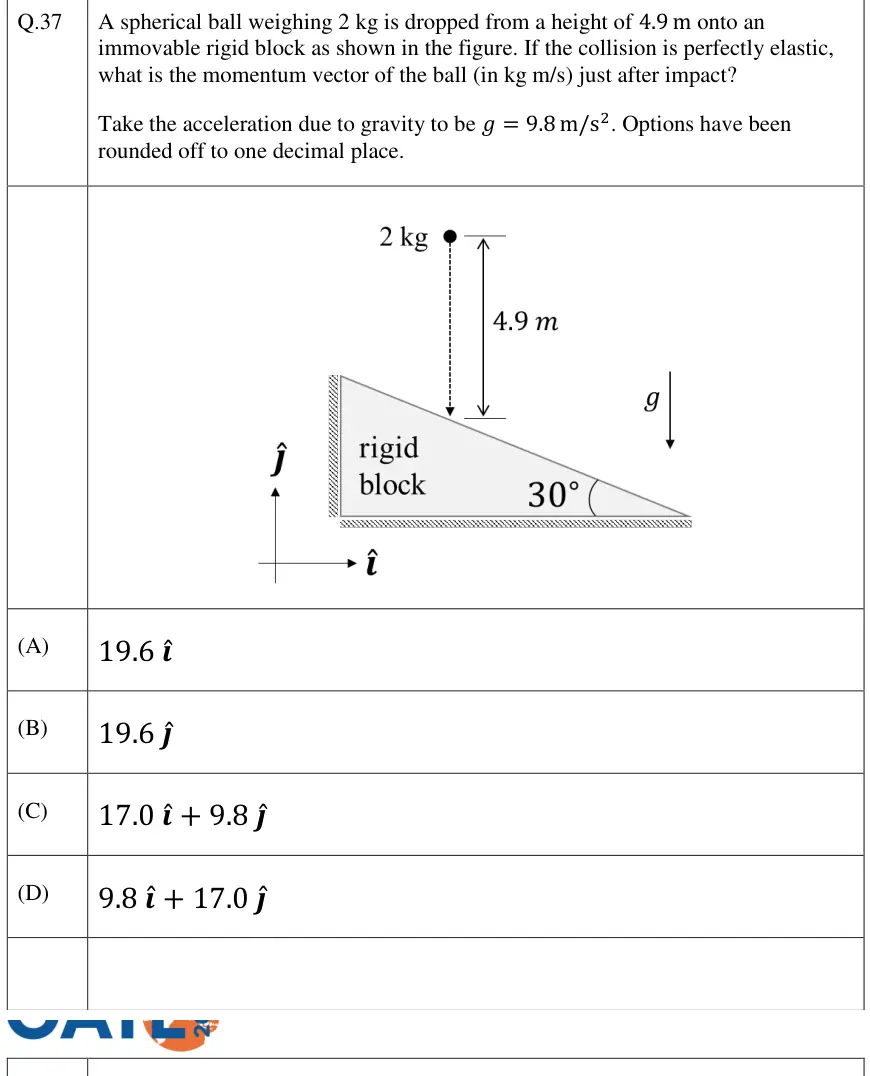 Q.37 A spherical ball weighing 2 kg is dropped from a height of 4.9 m onto an
immovable rigid block as shown in the figure. If the collision is perfectly elastic,
what is the momentum vector of the ball (in kg m/s) just after impact?
Take the acceleration due to gravity to be g = 9.8 m/s². Options have been
rounded off to one decimal place.
2 kg
4.9 m
g
rigid
block
30°
ĵ
î
(A) 19.6 î
(B) 19.6 ĵ
(C) 17.0 î + 9.8 ĵ
(D) 9.8 î + 17.0 ĵ